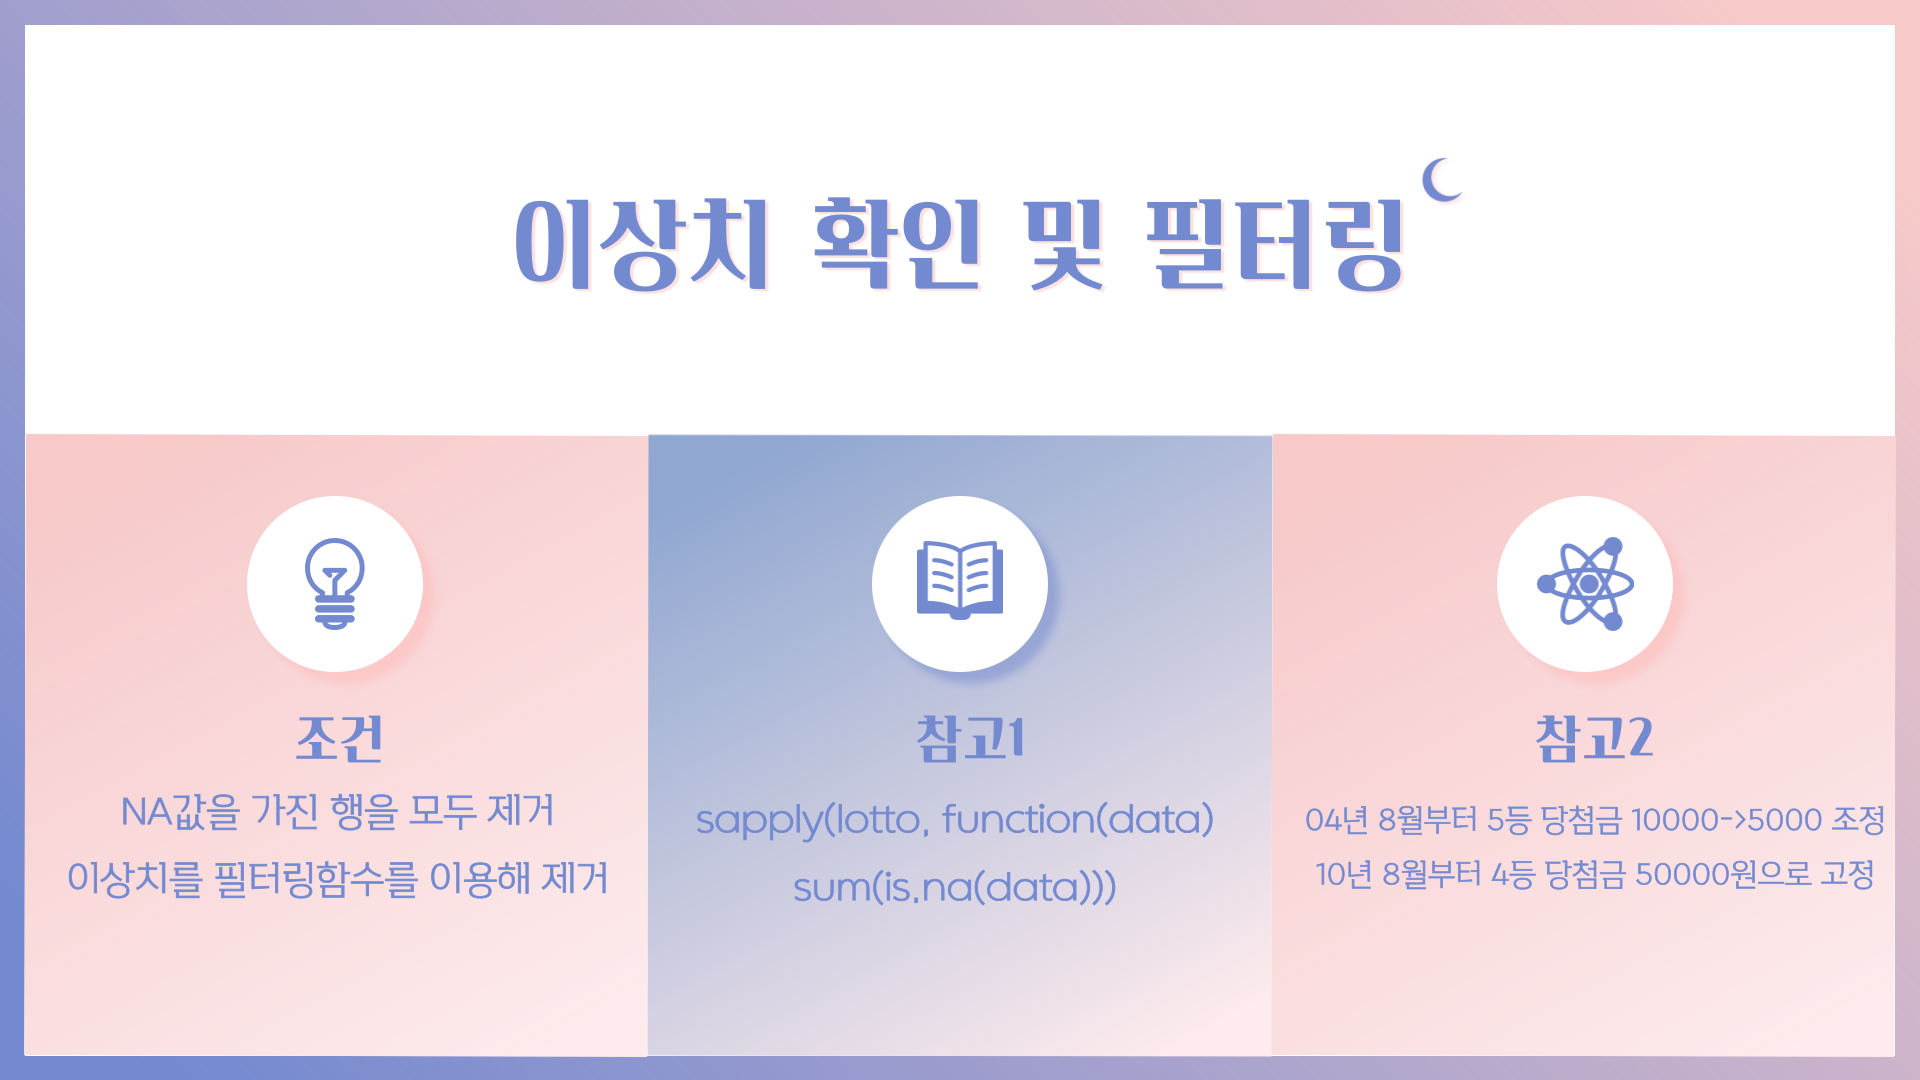 이상치 확인 및 필터링
조건
NA값을 가진 행을 모두 제거
이상치를 필터링함수를 이용해 제거
참고1
sapply(lotto, function(data)
sum(is.na(data)))
참고2
04년 8월부터 5등 당첨금 10000->5000 조정
10년 8월부터 4등 당첨금 50000원으로 고정